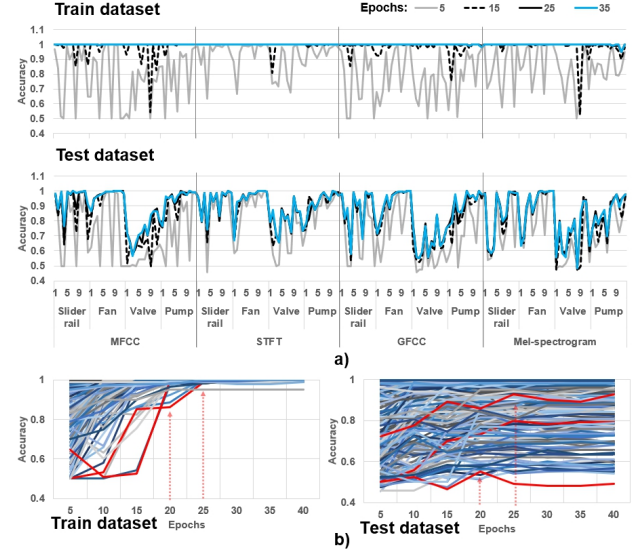 Train dataset
Epochs: 5 15 25 35
1.1
1
0.9
0.8
0.7
0.6
0.5
0.4
Accuracy
Test dataset
1.1
1
0.9
0.8
0.7
0.6
0.5
0.4
Accuracy
1 5 9 1 5 9 1 5 9 1 5 9 1 5 9 1 5 9 1 5 9 1 5 9 1 5 9 1 5 9 1 5 9 1 5 9 1 5 9 1 5 9 1 5 9 1 5 9
Slider rail Fan Valve Pump Slider rail Fan Valve Pump Slider rail Fan Valve Pump Slider rail Fan Valve Pump
MFCC STFT GFCC Mel-spectrogram
a)
1
0.8
0.6
0.4
Accuracy
5 10 15 20 25 30 35 40
Train dataset Epochs
1
0.8
0.6
0.4
Accuracy
5 10 15 20 25 30 35 40
b) Test dataset Epochs